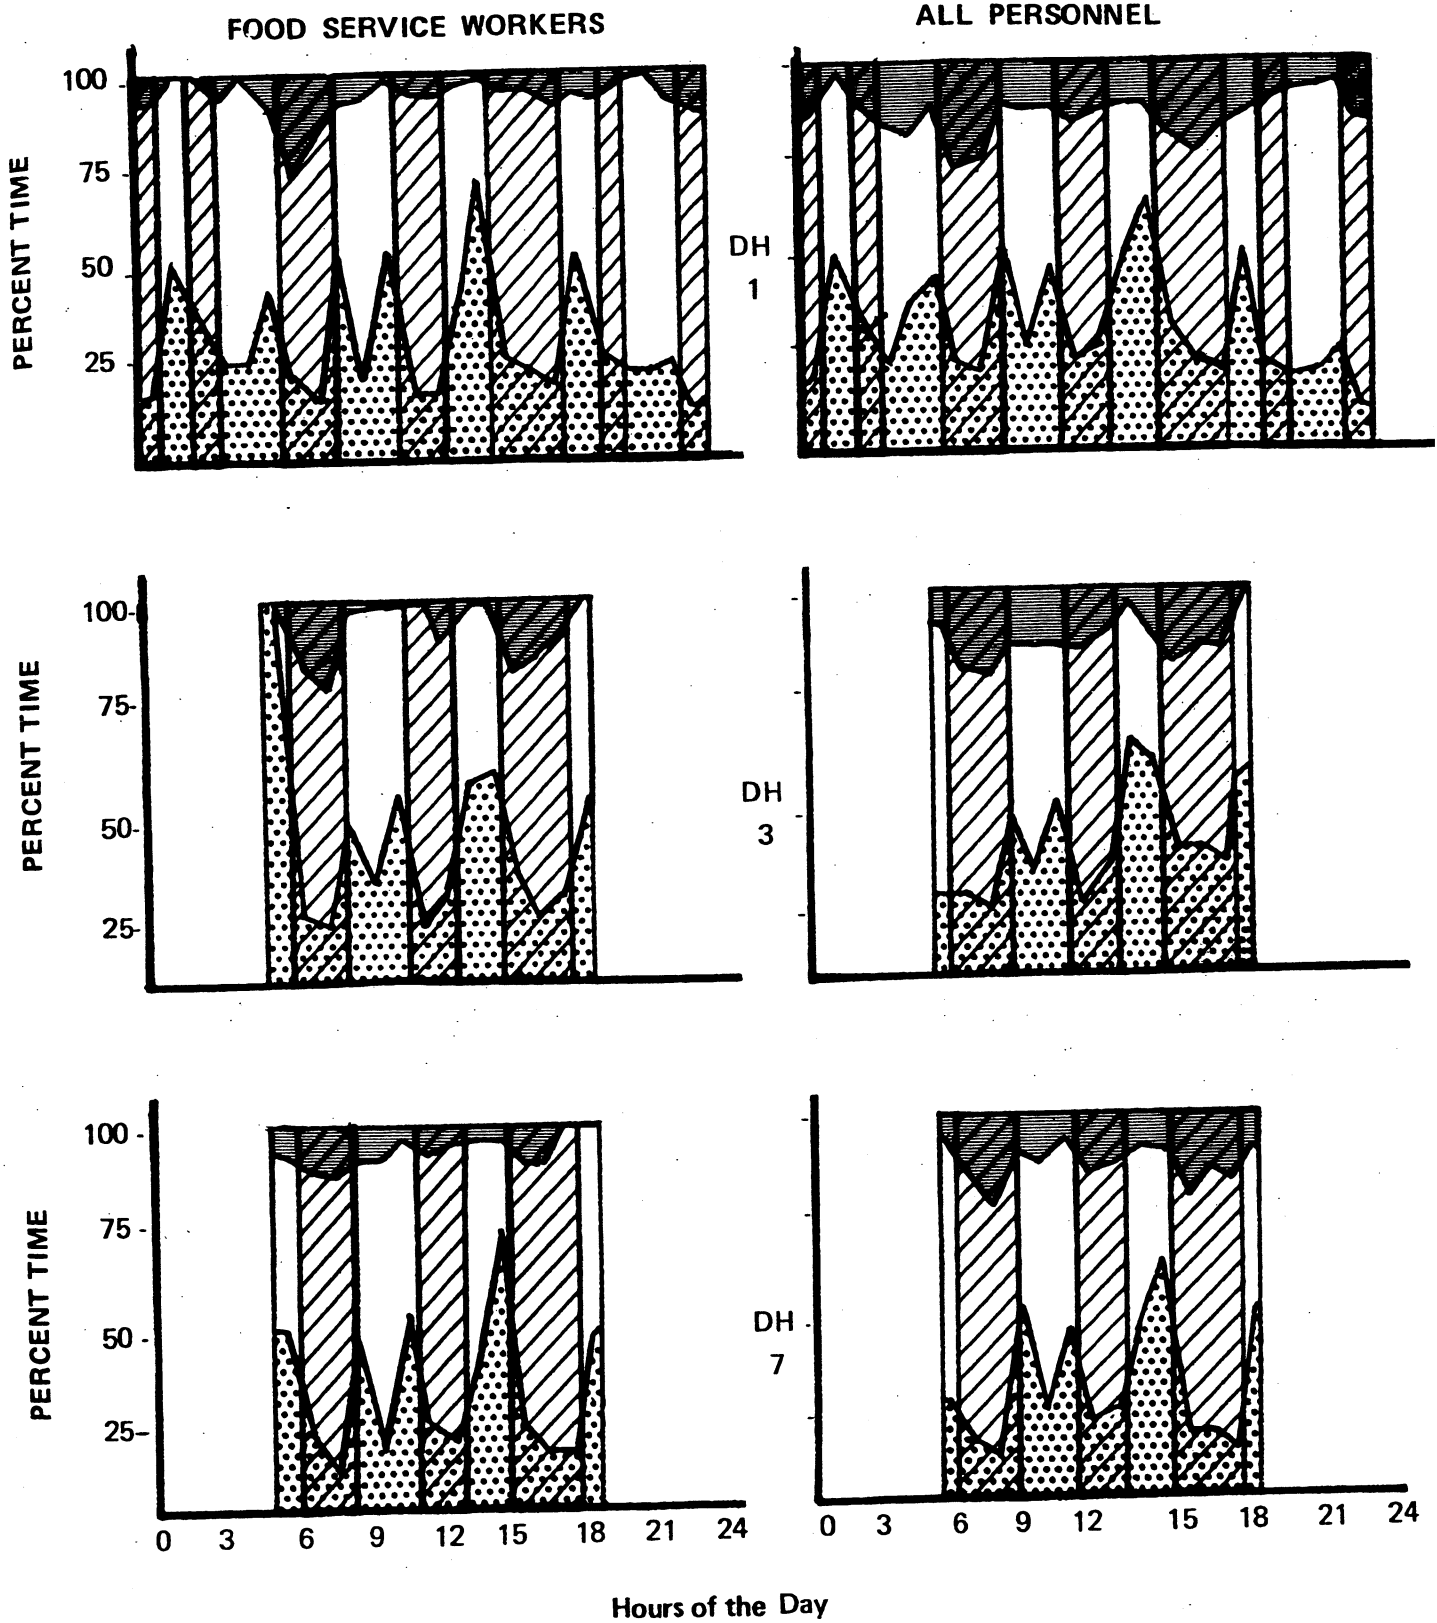 FOOD SERVICE WORKERS
ALL PERSONNEL
PERCENT TIME
100
75
50
25
DH
1
PERCENT TIME
100-
75-
50-
25-
DH
3
PERCENT TIME
100-
75-
50-
25-
DH
7
0 3 6 9 12 15 18 21 24
0 3 6 9 12 15 18 21 24
Hours of the Day